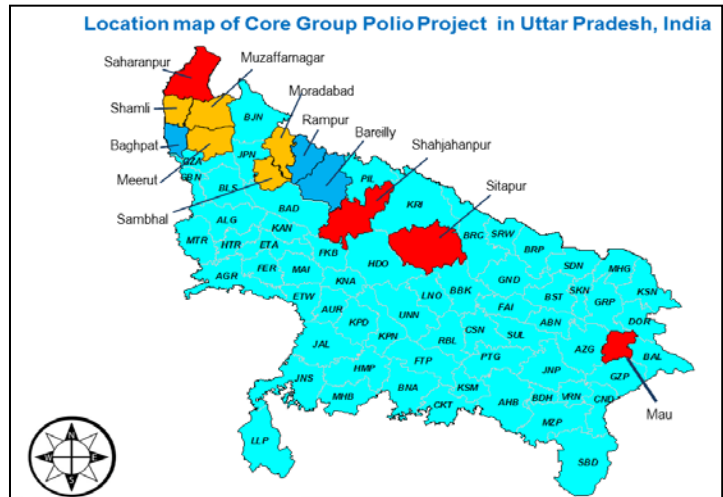 Location map of Core Group Polio Project in Uttar Pradesh, India
Saharanpur
Muzaffarnagar
Shamli
Moradabad
Rampur
Bareilly
Baghpat
Shahjahanpur
Meerut
Sitapur
Sambhal
Mau
BJN
GZA
JPN
GBN
BLS
PIL
BAD
KRI
ALG
KAN
MTR
HTR
ETA
FKB
HDO
BRC
SRW
BRP
AGR
FER
MAI
KNA
SDN
MHG
ETW
LNO
BBK
GND
BST
SKN
GRP
KSN
AUR
KPD
UNN
FAI
ABN
DOR
JAL
KPN
RBL
CSN
SUL
AZG
BAL
HMP
FTP
PTG
JNP
GZP
JNS
MHB
BNA
KSM
CKT
AHB
BDH
VRN
CND
MZP
LLP
SBD
N
W
E
S